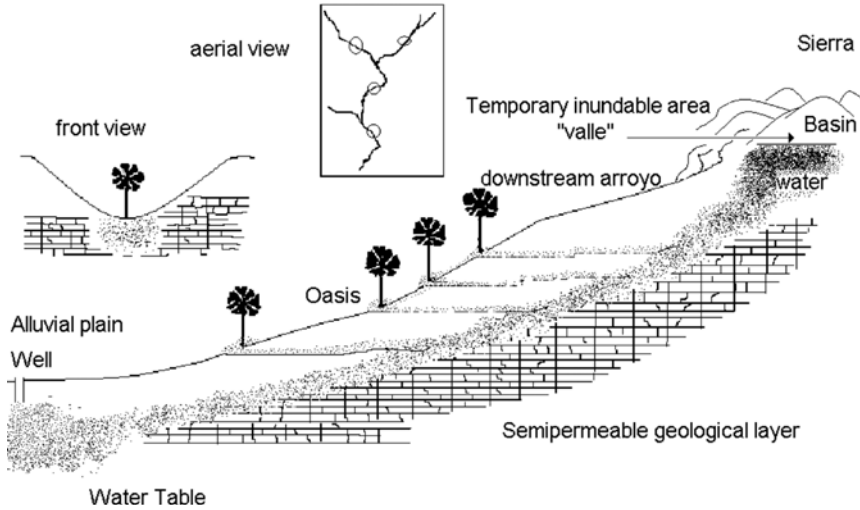 aerial view
Sierra
front view
Temporary inundable area
"valle"
Basin
downstream arroyo
water
Oasis
Alluvial plain
Well
Semipermeable geological layer
Water Table